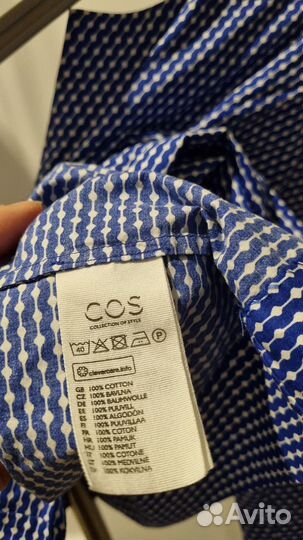 COS
COLLECTION OF STYLE
40
P
clevercare.info
GB 100% COTTON
CZ 100% BAVLNA
DE 100% BAUMWOLLE
EE 100% PUUVILL
ES 100% ALGODÓN
FI 100% PUUVILLAA
FR 100% COTON
HR 100% PAMUK
HU 100% PAMUT
IT 100% COTONE
LT 100% MEDVILNĖ
100% KOKVILNA
Avito